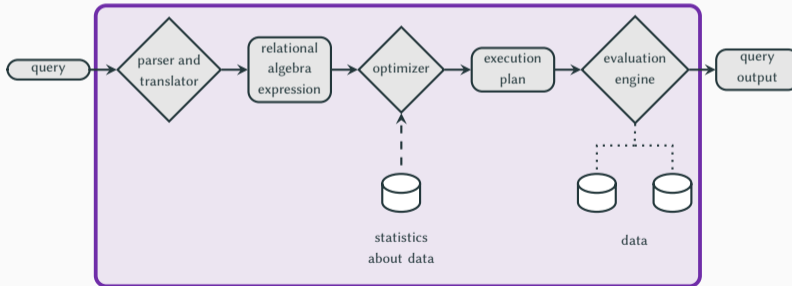 query
parser and
translator
relational
algebra
expression
optimizer
execution
plan
evaluation
engine
query
output
statistics
about data
data